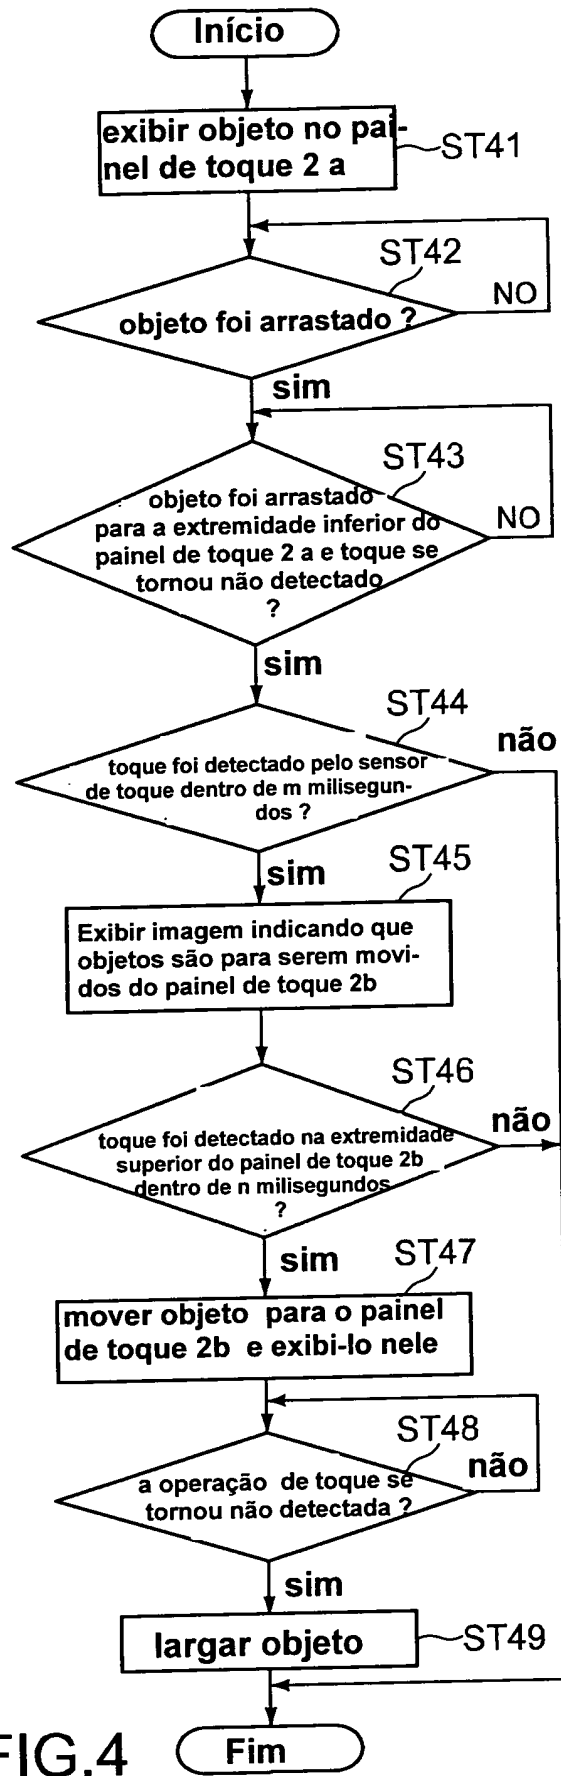 Início
exibir objeto no pai-
nel de toque 2 a
ST41
ST42
NO
objeto foi arrastado ?
sim
ST43
objeto foi arrastado
para a extremidade inferior do
painel de toque 2 a e toque se
tornou não detectado
?
NO
sim
ST44
não
toque foi detectado pelo sensor
de toque dentro de m milisegun-
dos ?
sim
ST45
Exibir imagem indicando que
objetos são para serem movi-
dos do painel de toque 2b
ST46
não
toque foi detectado na extremidade
superior do painel de toque 2b
dentro de n milisegundos
?
sim
ST47
mover objeto para o painel
de toque 2b e exibi-lo nele
ST48
não
a operação de toque se
tornou não detectada ?
sim
largar objeto
ST49
Fim
FIG.4